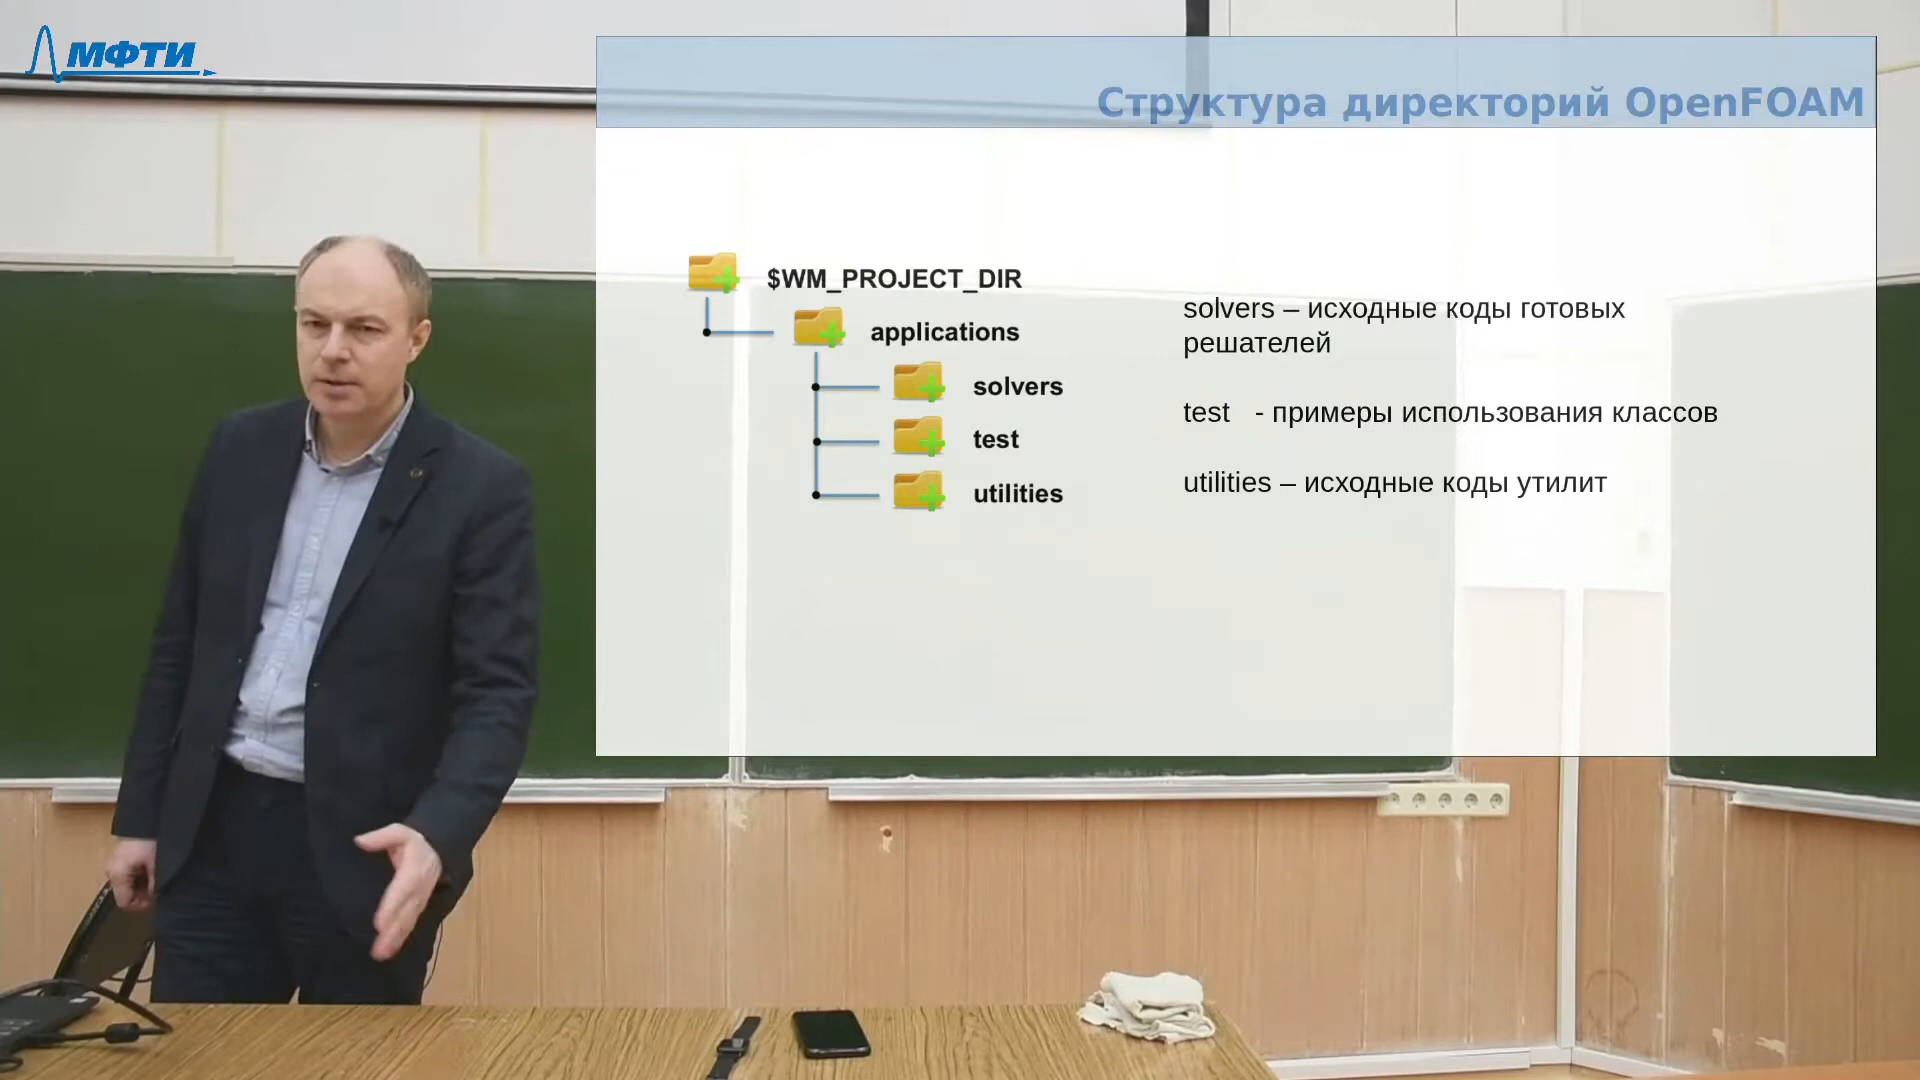 МФТИ
Структура директорий OpenFOAM
$WM_PROJECT_DIR
applications
solvers
test
utilities
solvers – исходные коды готовых
решателей
test - примеры использования классов
utilities – исходные коды утилит